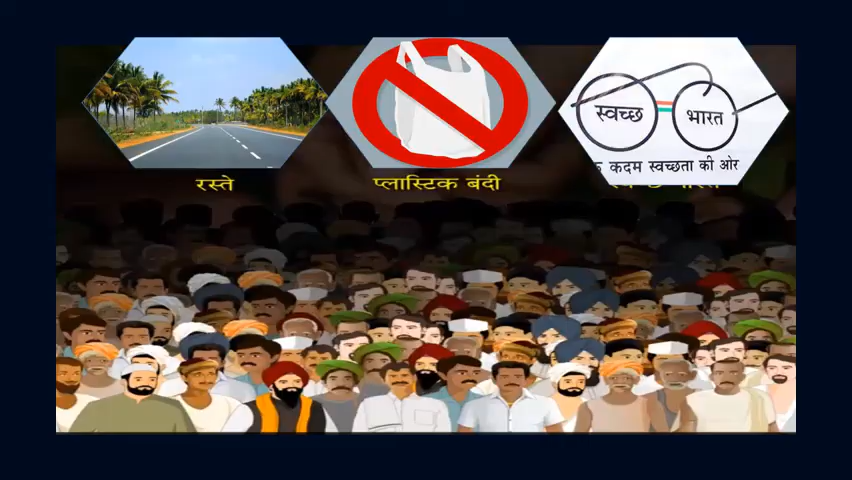 स्वच्छ
भारत
कदम स्वच्छता की ओर
रस्ते
प्लास्टिक बंदी